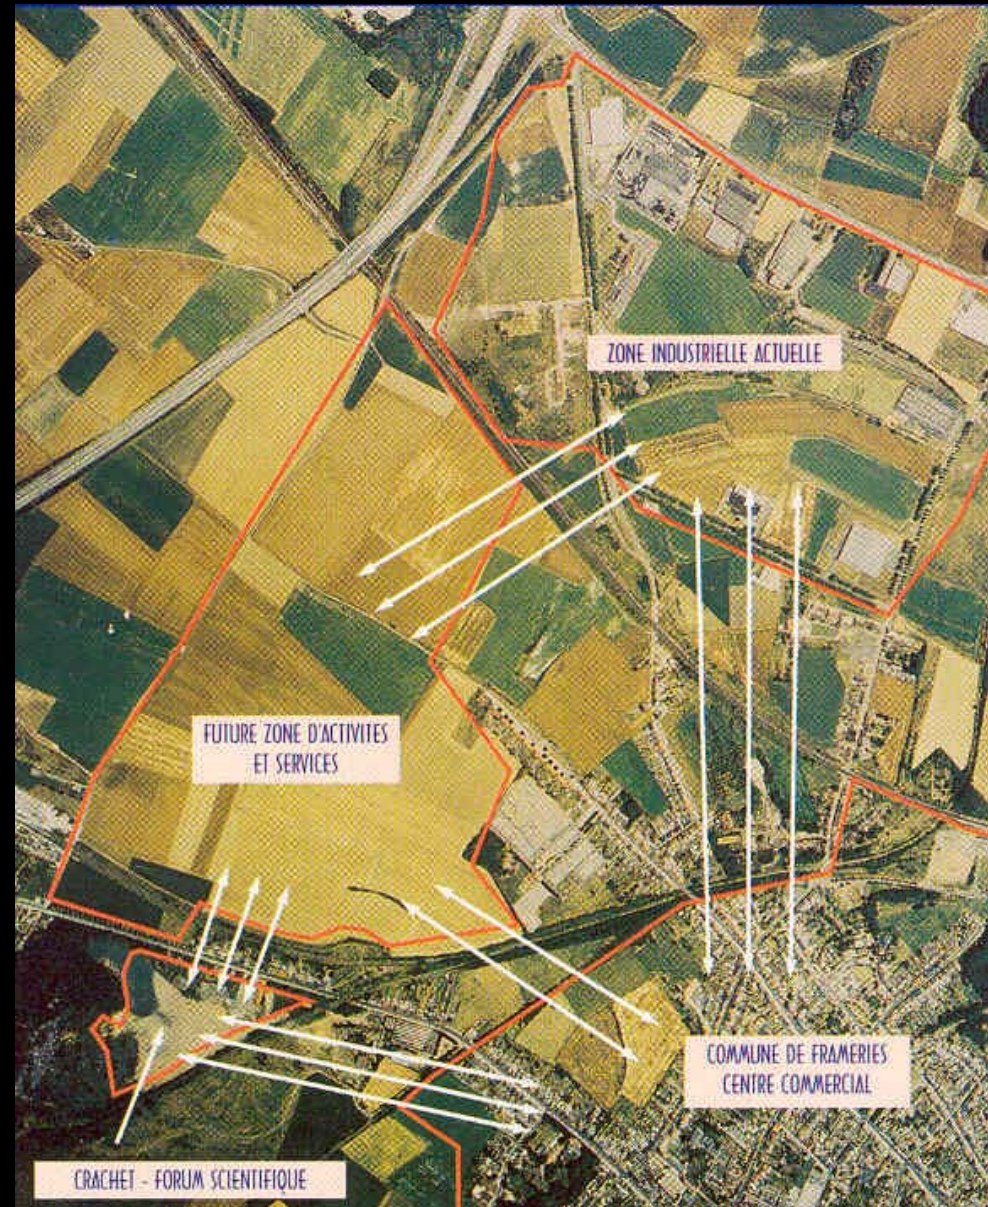 ZONE INDUSTRIELLE ACTUELLE
FUTURE ZONE D'ACTIVITES
ET SERVICES
COMMUNE DE FRAMERIES
CENTRE COMMERCIAL
CRACHET - FORUM SCIENTIFIQUE